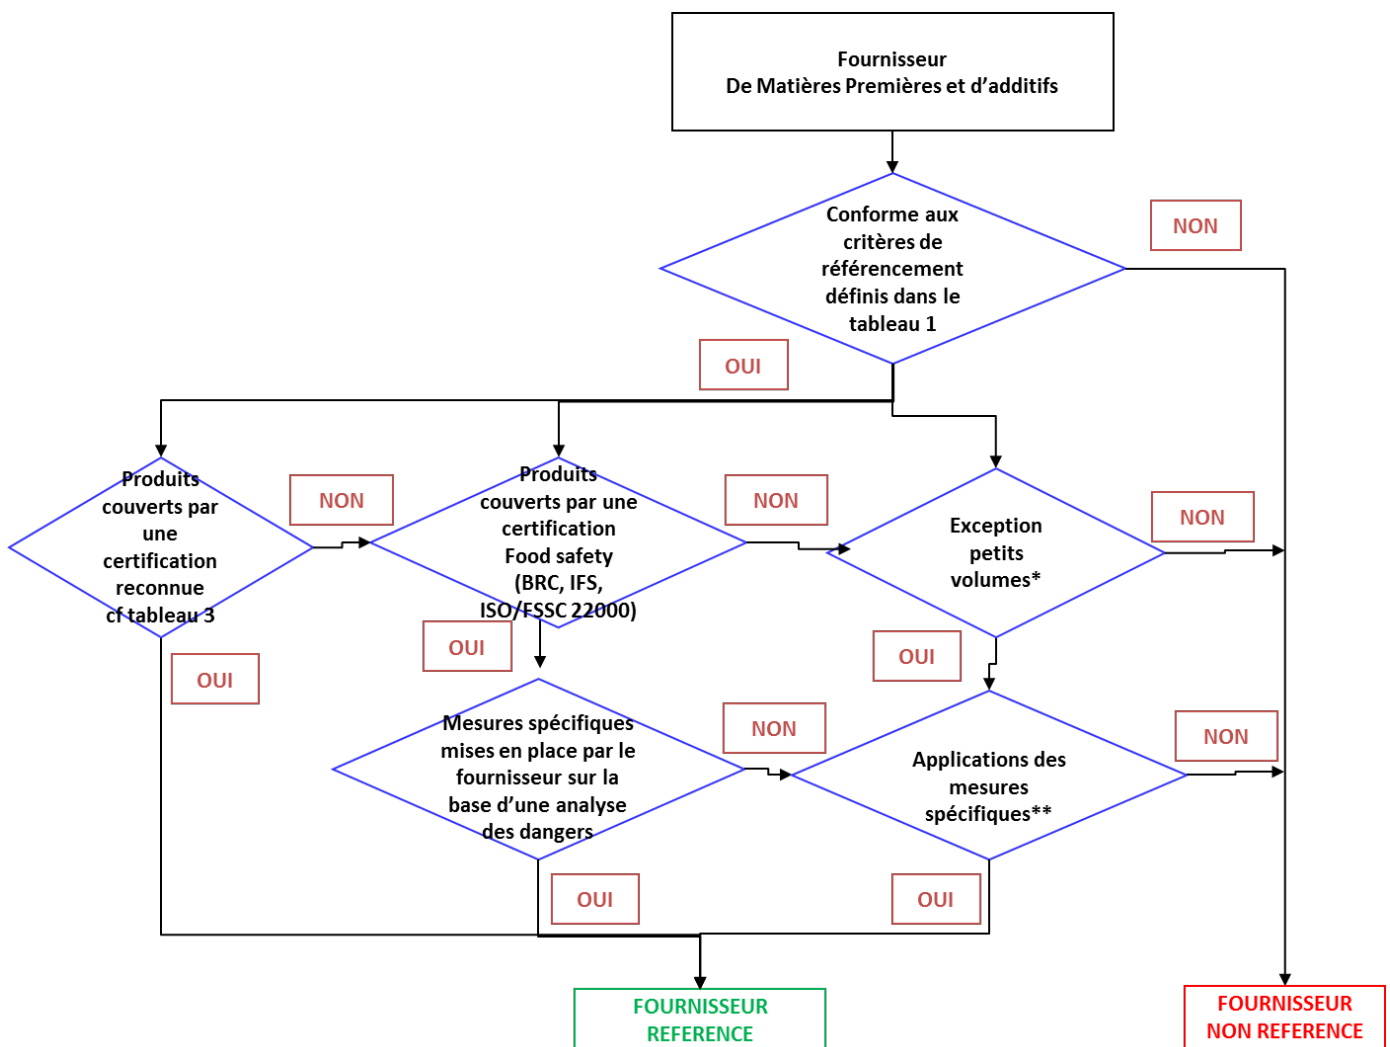 Fournisseur
De Matières Premières et d’additifs
Conforme aux
critères de
référencement
définis dans le
tableau 1
NON
OUI
Produits
couverts par
une
certification
reconnue
cf tableau 3
NON
Produits
couverts par une
certification
Food safety
(BRC, IFS,
ISO/FSSC 22000)
NON
Exception
petits
volumes*
NON
OUI
OUI
OUI
Mesures spécifiques
mises en place par le
fournisseur sur la
base d’une analyse
des dangers
NON
Applications des
mesures
spécifiques**
NON
OUI
OUI
FOURNISSEUR
REFERENCE
FOURNISSEUR
NON REFERENCE